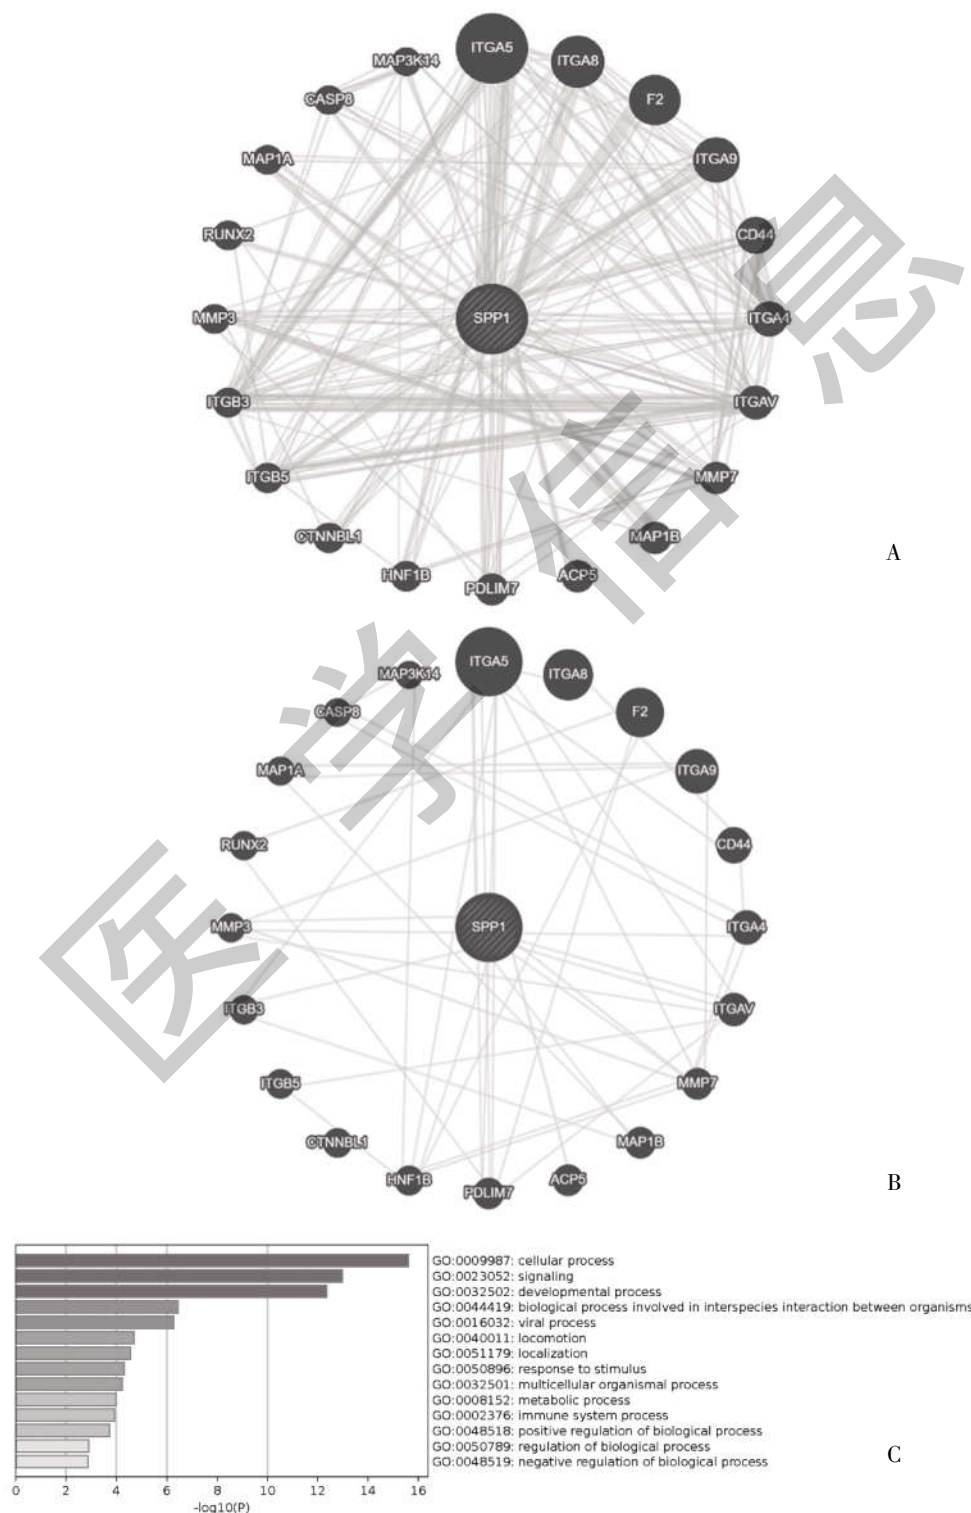 ITGA5
ITGA8
MAP3K14
F2
CASP8
MAP1A
ITGA9
RUNX2
CD44
SPP1
MMP3
ITGA4
ITGB3
ITGAV
ITGB5
MMP7
CTNNBL1
MAP1B
HNF1B
PDLIM7
ACP5
A
ITGA5
ITGA8
MAP3K14
F2
CASP8
MAP1A
ITGA9
RUNX2
CD44
SPP1
MMP3
ITGA4
ITGB3
ITGAV
ITGB5
MMP7
CTNNBL1
MAP1B
HNF1B
PDLIM7
ACP5
B
GO:0009987: cellular process
GO:0023052: signaling
GO:0032502: developmental process
GO:0044419: biological process involved in interspecies interaction between organisms
GO:0016032: viral process
GO:0040011: locomotion
GO:0051179: localization
GO:0050896: response to stimulus
GO:0032501: multicellular organismal process
GO:0008152: metabolic process
GO:0002376: immune system process
GO:0048518: positive regulation of biological process
GO:0050789: regulation of biological process
GO:0048519: negative regulation of biological process
C
0 2 4 6 8 10 12 14 16
-log10(P)
医学信息